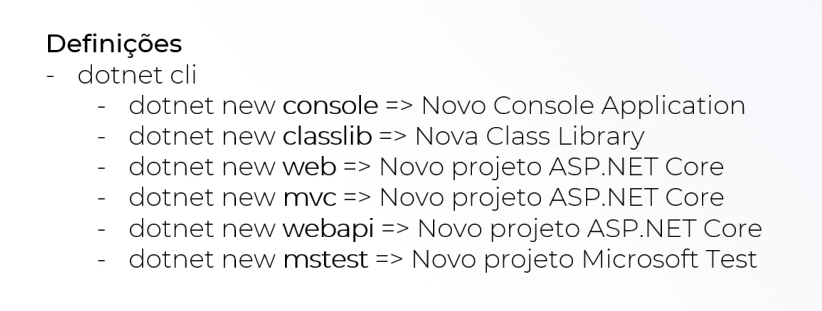 Definições
- dotnet cli
- dotnet new console => Novo Console Application
- dotnet new classlib => Nova Class Library
- dotnet new web => Novo projeto ASP.NET Core
- dotnet new mvc => Novo projeto ASP.NET Core
- dotnet new webapi => Novo projeto ASP.NET Core
- dotnet new mstest => Novo projeto Microsoft Test